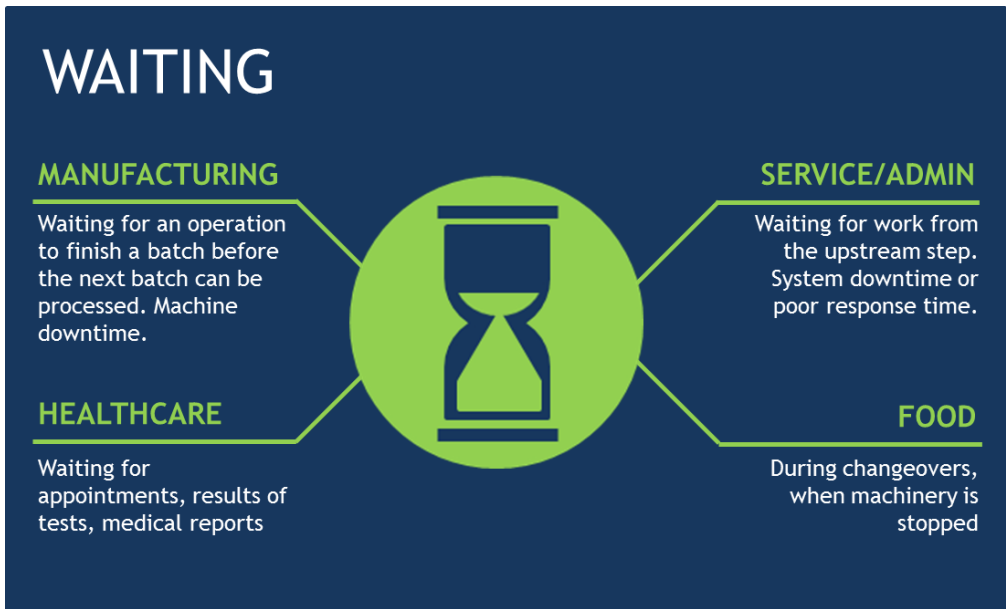 WAITING
MANUFACTURING
Waiting for an operation
to finish a batch before
the next batch can be
processed. Machine
downtime.
SERVICE/ADMIN
Waiting for work from
the upstream step.
System downtime or
poor response time.
HEALTHCARE
Waiting for
appointments, results of
tests, medical reports
FOOD
During changeovers,
when machinery is
stopped